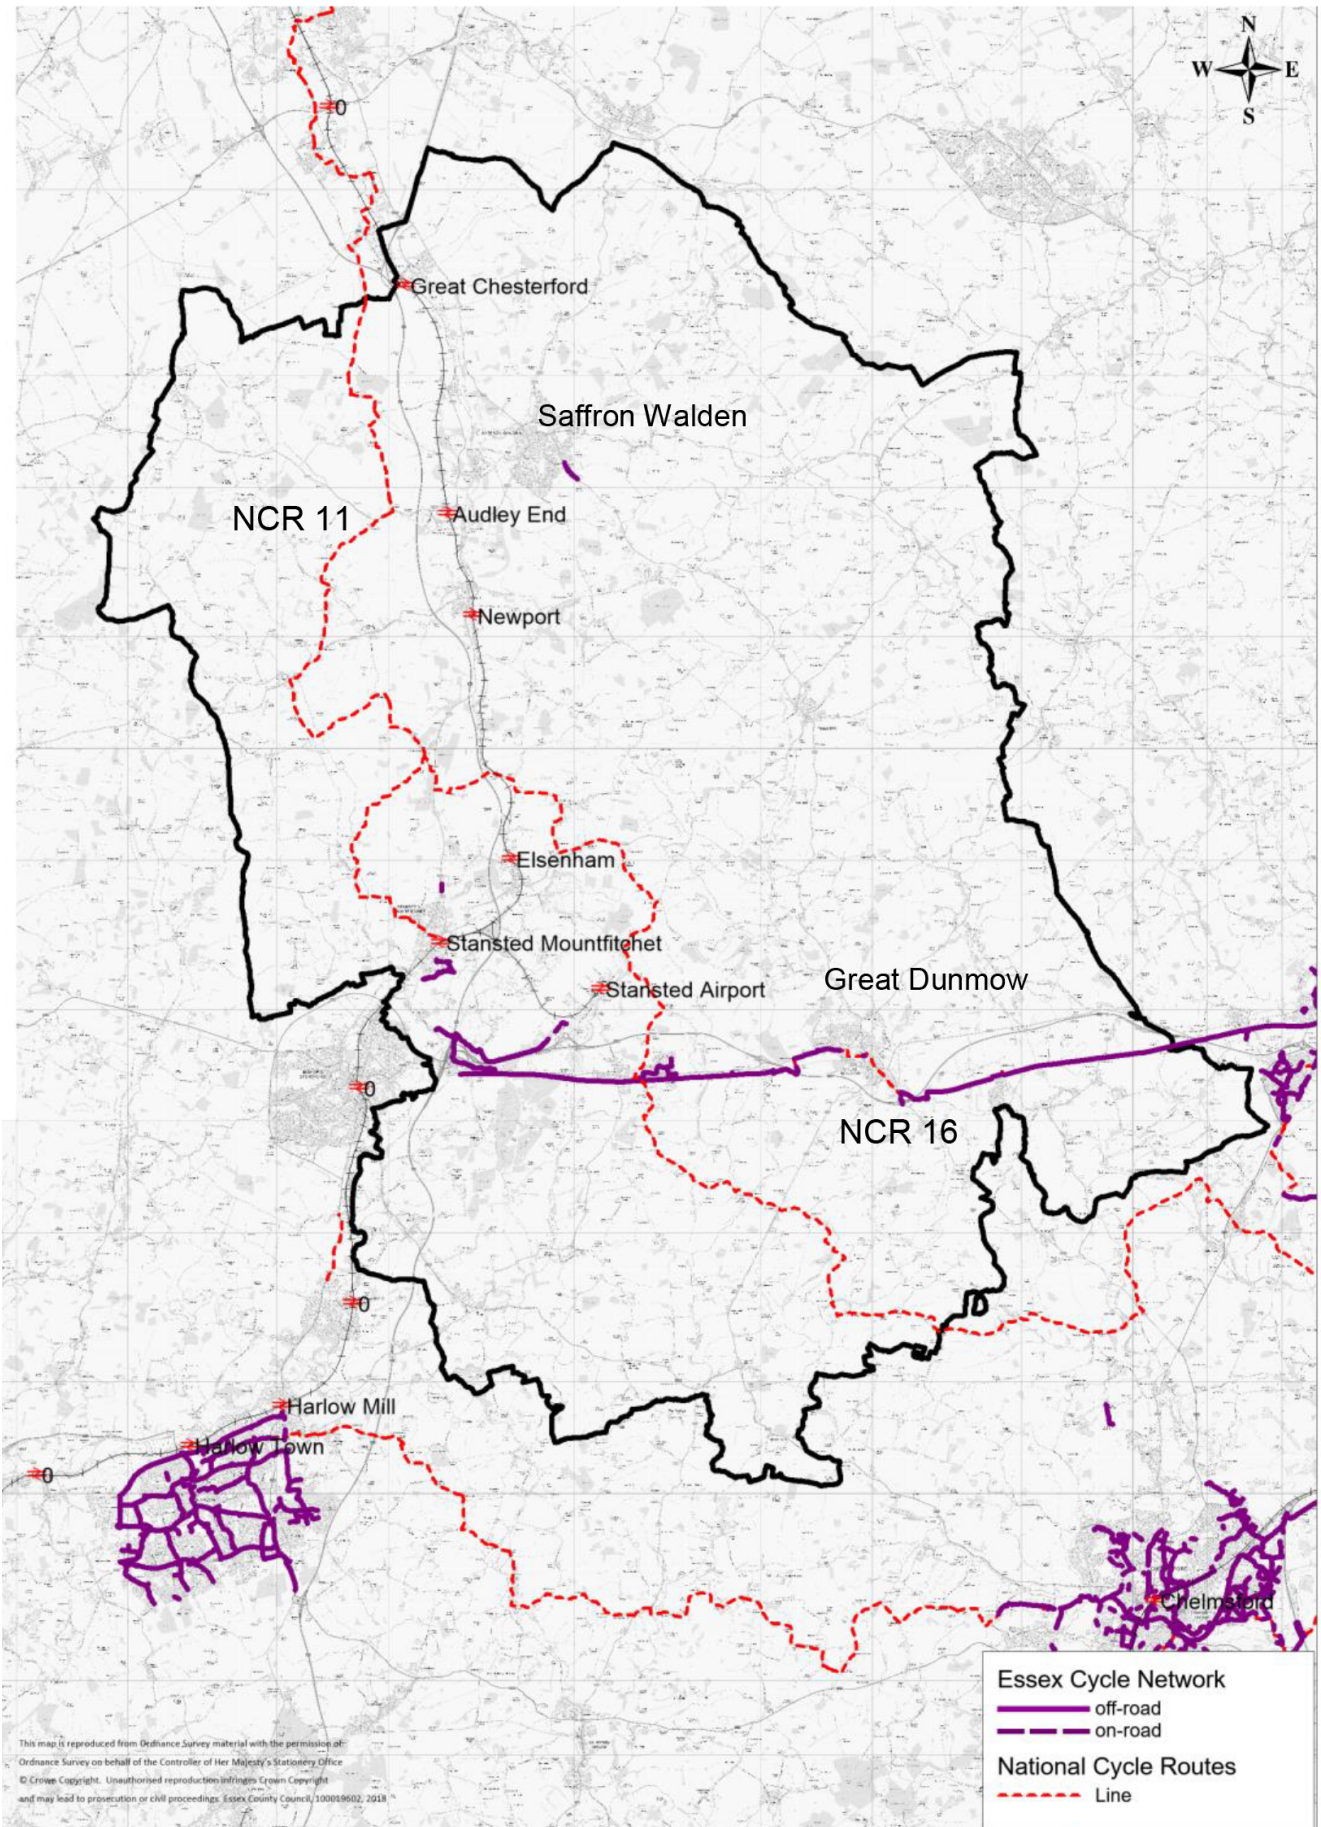 N
W E
S
0
Great Chesterford
Saffron Walden
NCR 11
Audley End
Newport
Elsenham
Stansted Mountfitchet
Great Dunmow
Stansted Airport
0
NCR 16
0
Harlow Mill
Harlow Town
0
Chelmsford
Essex Cycle Network
off-road
on-road
National Cycle Routes
Line
This map is reproduced from Ordnance Survey material with the permission of
Ordnance Survey on behalf of the Controller of Her Majesty's Stationery Office
© Crown Copyright. Unauthorised reproduction infringes Crown Copyright
and may lead to prosecution or civil proceedings. Essex County Council, 100019602, 2018